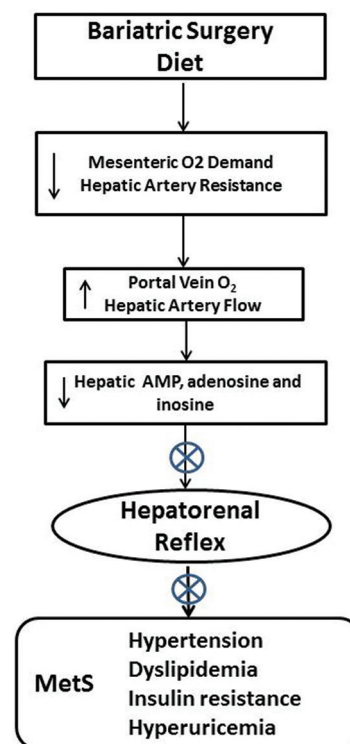 Bariatric Surgery
Diet
Mesenteric O2 Demand
Hepatic Artery Resistance
Portal Vein O₂
Hepatic Artery Flow
Hepatic AMP, adenosine and
inosine
Hepatorenal
Reflex
MetS
Hypertension
Dyslipidemia
Insulin resistance
Hyperuricemia